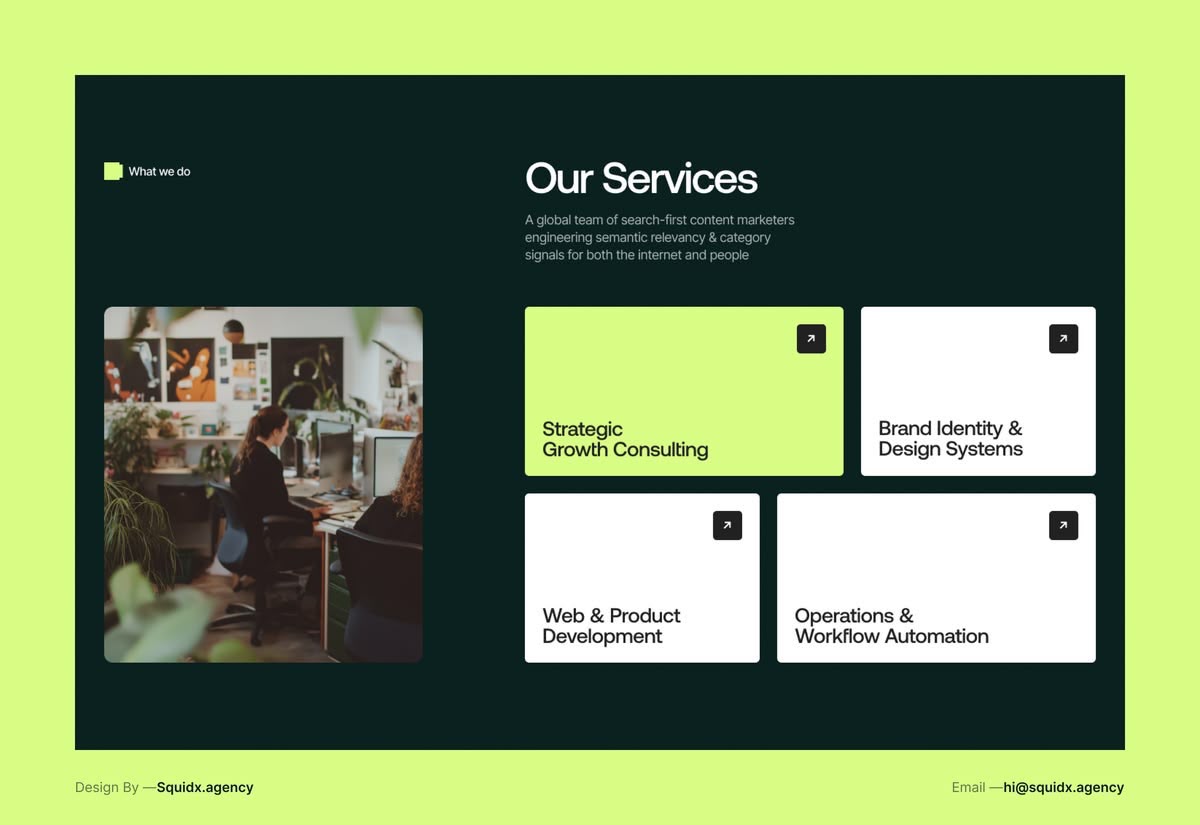 What we do
Our Services
A global team of search-first content marketers
engineering semantic relevancy & category
signals for both the internet and people
Strategic
Growth Consulting
Brand Identity &
Design Systems
Web & Product
Development
Operations &
Workflow Automation
Design By —Squidx.agency
Email —hi@squidx.agency